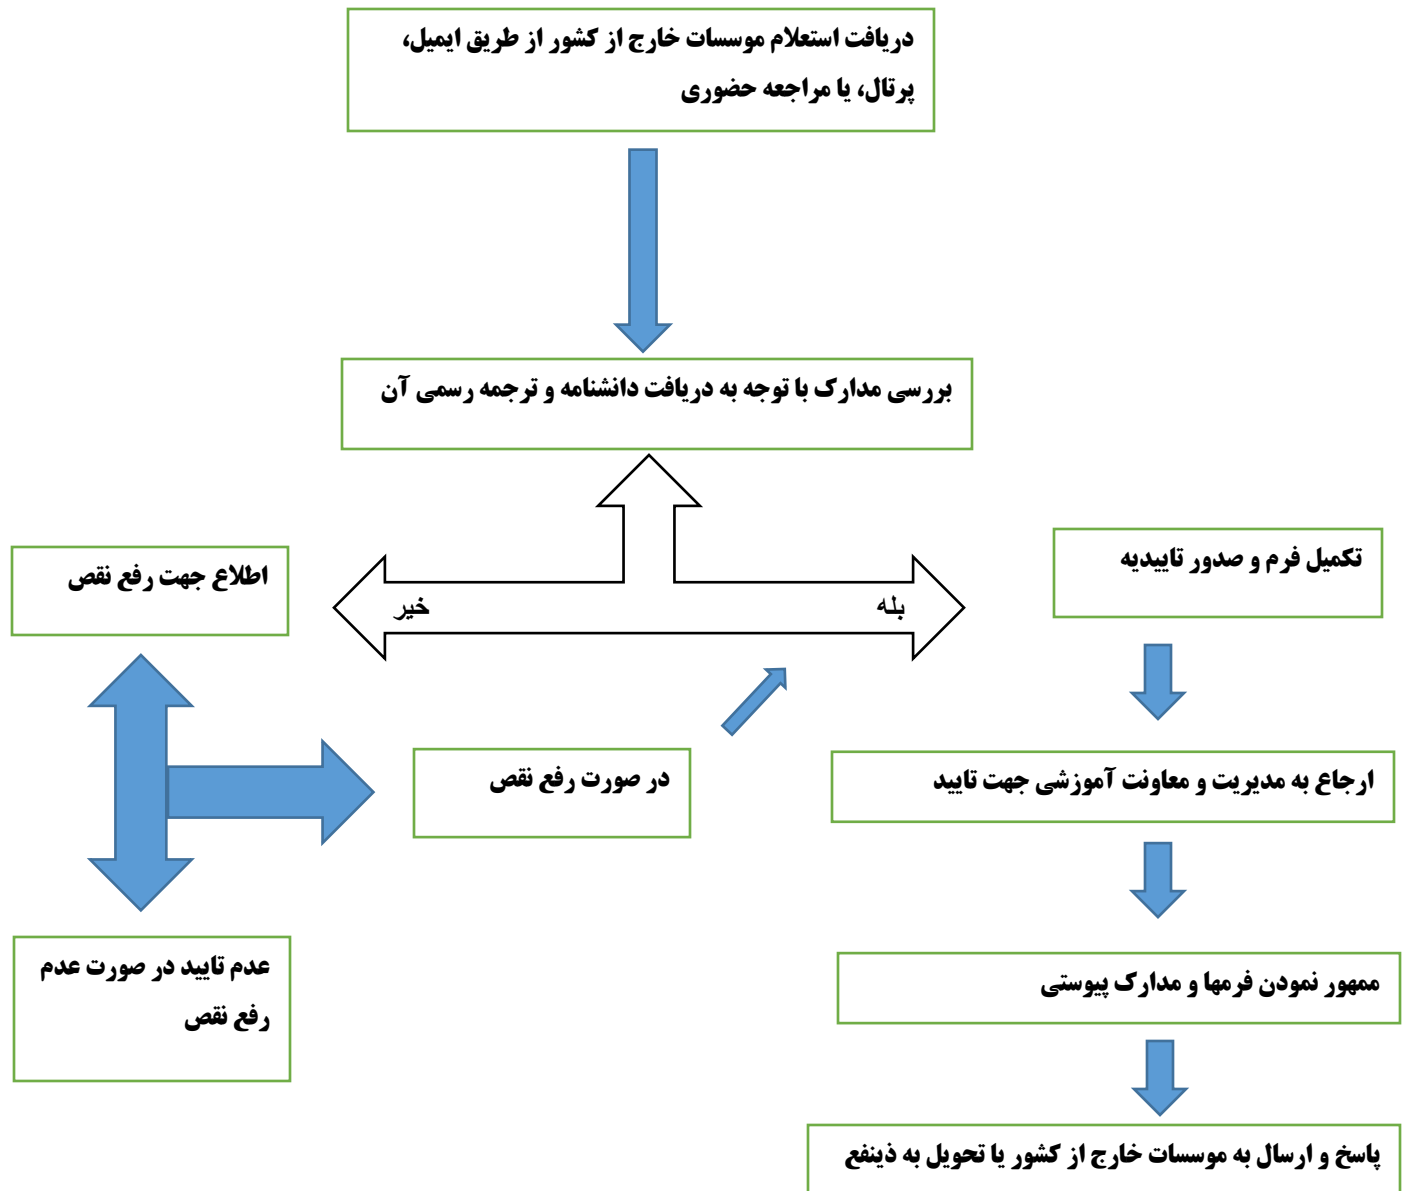 دریافت استعلام موسسات خارج از کشور از طریق ایمیل،
پرتال، یا مراجعه حضوری
بررسی مدارک با توجه به دریافت دانشنامه و ترجمه رسمی آن
بله
خیر
تکمیل فرم و صدور تاییدیه
اطلاع جهت رفع نقص
ارجاع به مدیریت و معاونت آموزشی جهت تایید
در صورت رفع نقص
ممهور نمودن فرمها و مدارک پیوستی
عدم تایید در صورت عدم
رفع نقص
پاسخ و ارسال به موسسات خارج از کشور یا تحویل به ذینفع